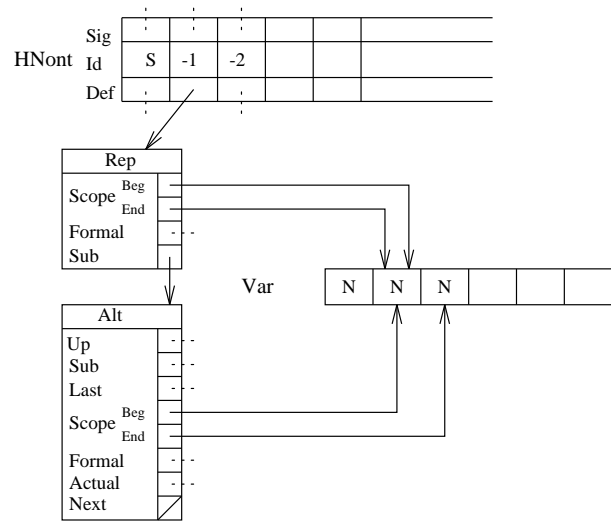 Sig
HNont Id S -1 -2
Def
Rep
Scope Beg
End
Formal
Sub
Var N N N
Alt
Up
Sub
Last
Scope Beg
End
Formal
Actual
Next